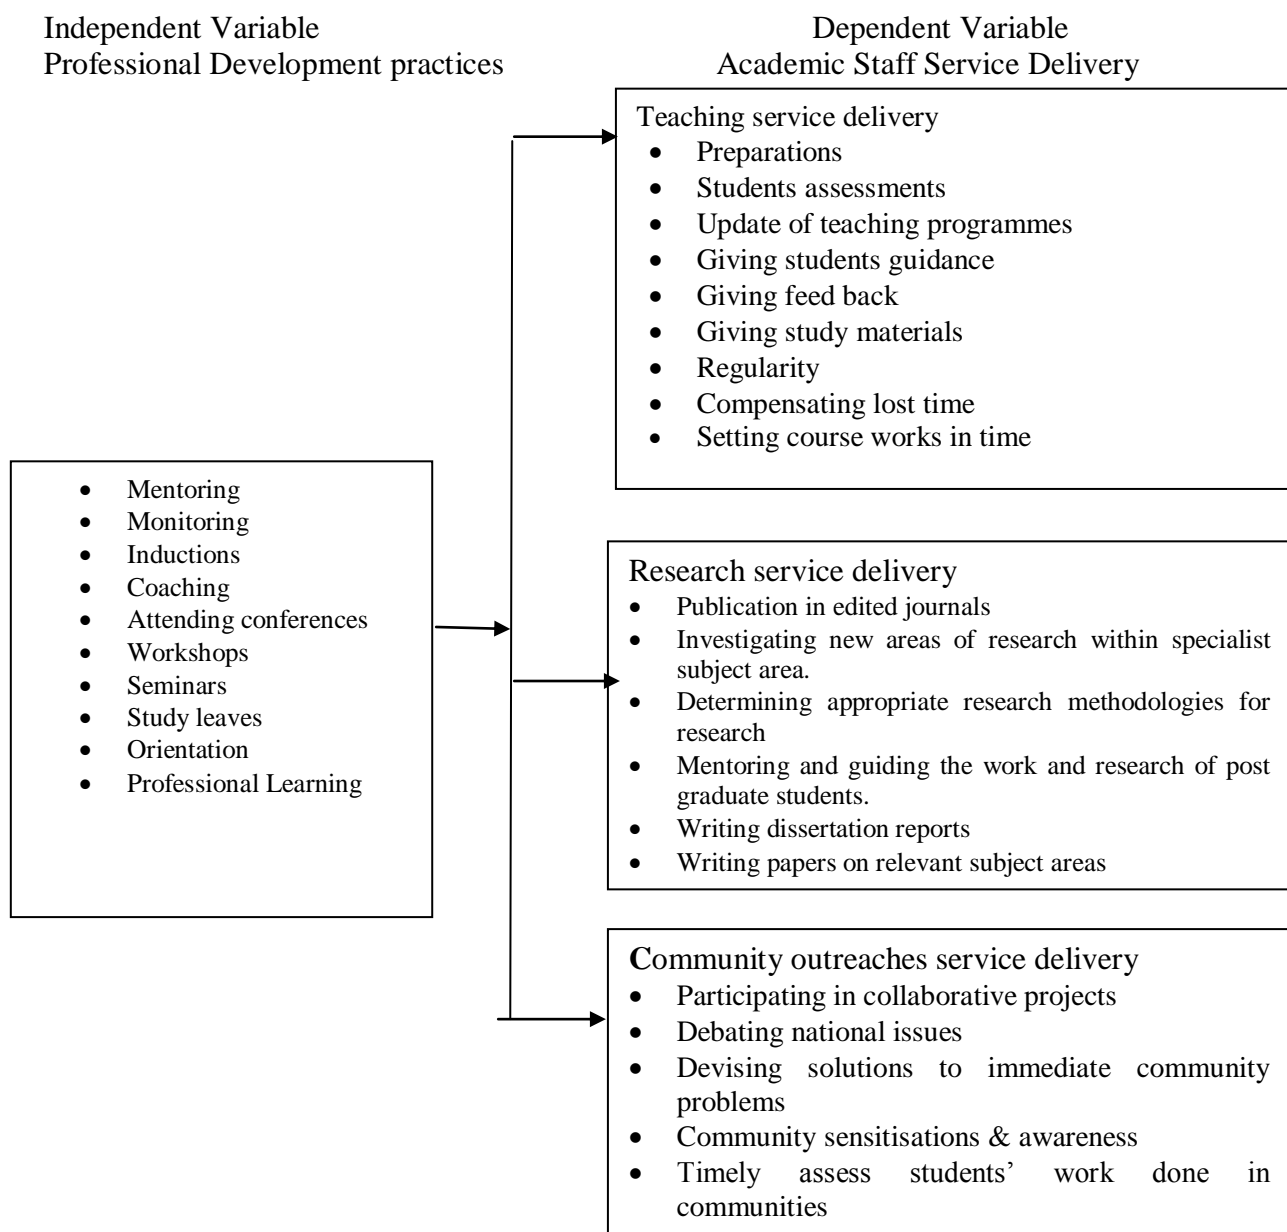 Independent Variable
Professional Development practices
Dependent Variable
Academic Staff Service Delivery
Teaching service delivery
• Preparations
• Students assessments
• Update of teaching programmes
• Giving students guidance
• Giving feed back
• Giving study materials
• Regularity
• Compensating lost time
• Setting course works in time
• Mentoring
• Monitoring
• Inductions
• Coaching
• Attending conferences
• Workshops
• Seminars
• Study leaves
• Orientation
• Professional Learning
Research service delivery
• Publication in edited journals
• Investigating new areas of research within specialist
subject area.
• Determining appropriate research methodologies for
research
• Mentoring and guiding the work and research of post
graduate students.
• Writing dissertation reports
• Writing papers on relevant subject areas
Community outreaches service delivery
• Participating in collaborative projects
• Debating national issues
• Devising solutions to immediate community
problems
• Community sensitisations & awareness
• Timely assess students’ work done in
communities